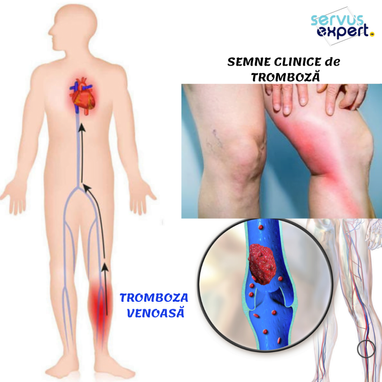 servus
expert.
SEMNE CLINICE de
TROMBOZĂ
TROMBOZA
VENOASĂ